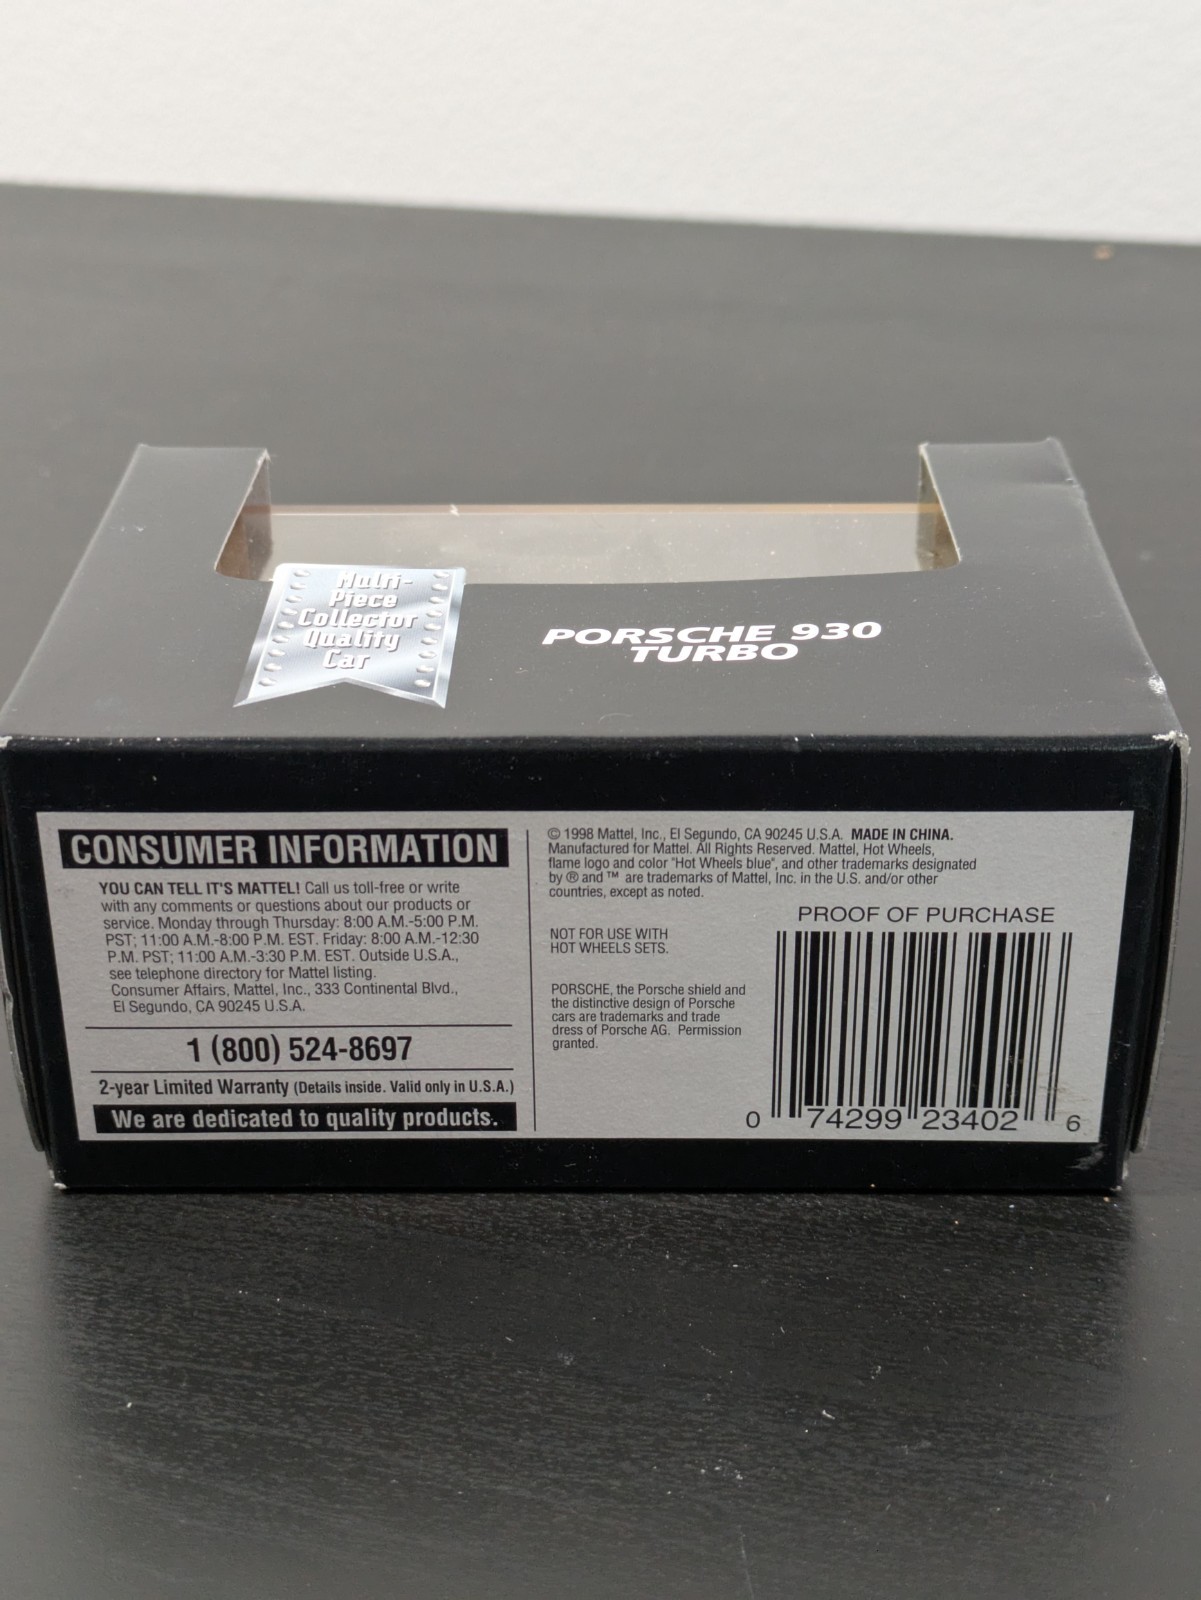 Multi-
Piece
Collector
Quality
Car
PORSCHE 930
TURBO
CONSUMER INFORMATION
YOU CAN TELL IT'S MATTEL! Call us toll-free or write
with any comments or questions about our products or
service. Monday through Thursday: 8:00 A.M.-5:00 P.M.
PST; 11:00 A.M.-8:00 P.M. EST. Friday: 8:00 A.M.-12:30
P.M. PST; 11:00 A.M.-3:30 P.M. EST. Outside U.S.A.,
see telephone directory for Mattel listing.
Consumer Affairs, Mattel, Inc., 333 Continental Blvd.,
El Segundo, CA 90245 U.S.A.
1 (800) 524-8697
2-year Limited Warranty (Details inside. Valid only in U.S.A.)
We are dedicated to quality products.
© 1998 Mattel, Inc., El Segundo, CA 90245 U.S.A. MADE IN CHINA.
Manufactured for Mattel. All Rights Reserved. Mattel, Hot Wheels,
flame logo and color "Hot Wheels blue", and other trademarks designated
by ® and ™ are trademarks of Mattel, Inc. in the U.S. and/or other
countries, except as noted.
NOT FOR USE WITH
HOT WHEELS SETS.
PORSCHE, the Porsche shield and
the distinctive design of Porsche
cars are trademarks and trade
dress of Porsche AG. Permission
granted.
PROOF OF PURCHASE
0 74299 23402 6